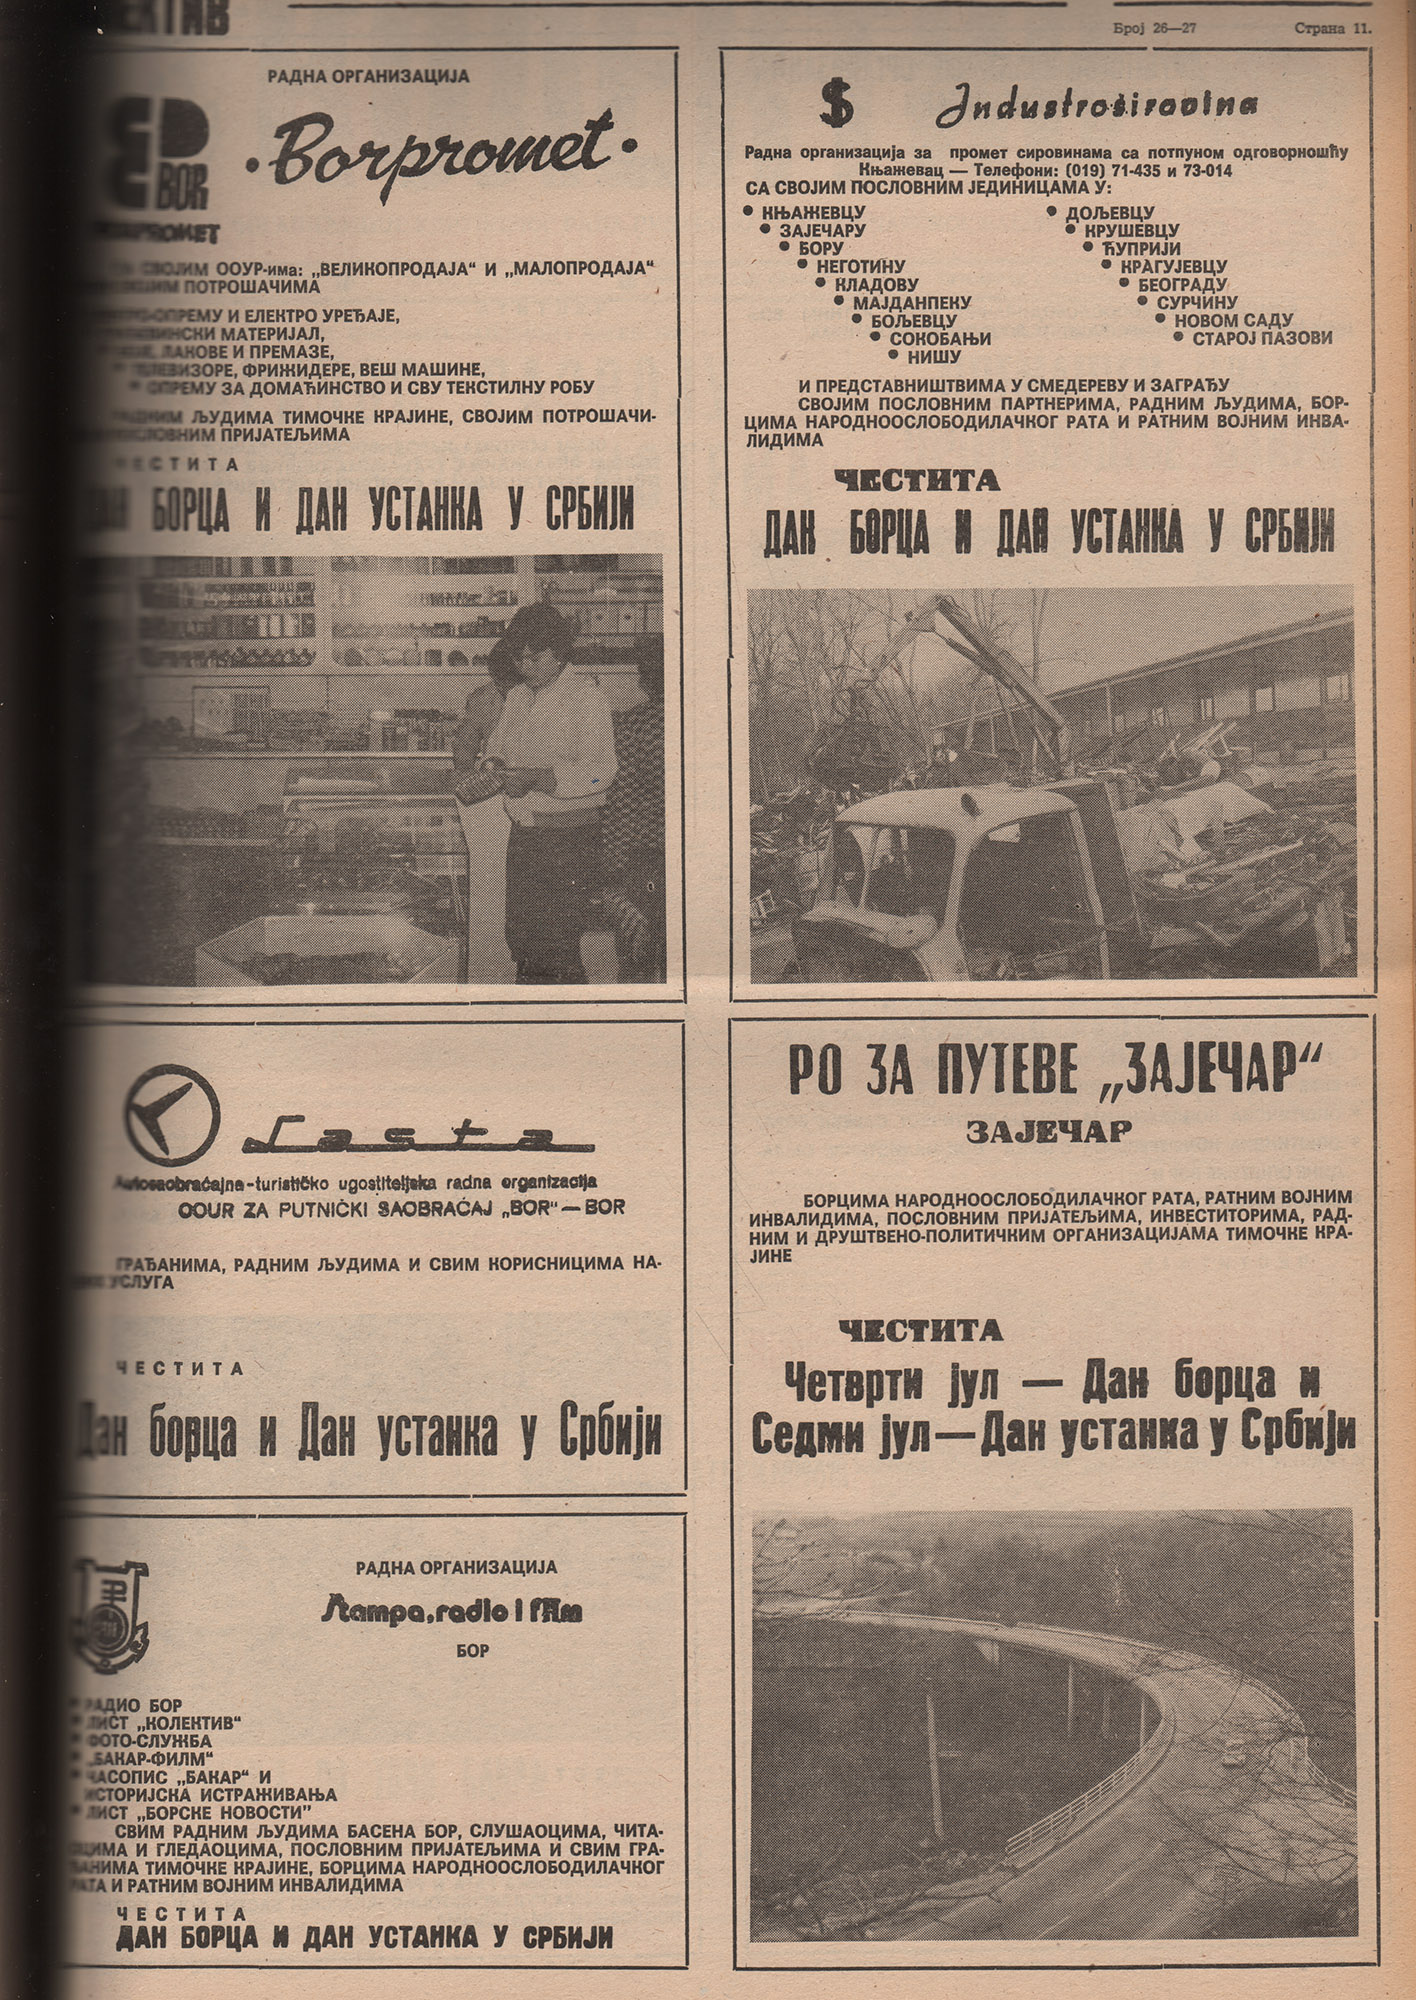 Број 26—27 Страна 11.
РАДНА ОРГАНИЗАЦИЈА
•Borpromet•
BOR
СВОЈИМ ООУР-има: „ВЕЛИКОПРОДАЈА“ И „МАЛОПРОДАЈА“
ПОТРОШАЧИМА
ОПРЕМУ И ЕЛЕКТРО УРЕЂАЈЕ,
МАТЕРИЈАЛ,
ЛАКОВЕ И ПРЕМАЗЕ,
ТЕЛЕВИЗОРЕ, ФРИЖИДЕРЕ, ВЕШ МАШИНЕ,
• ОПРЕМУ ЗА ДОМАЋИНСТВО И СВУ ТЕКСТИЛНУ РОБУ
РАДНИМ ЉУДИМА ТИМОЧКЕ КРАЈИНЕ, СВОЈИМ ПОТРОШАЧИ-
ПОСЛОВНИМ ПРИЈАТЕЉИМА
ЧЕСТИТА
ДАН БОРЦА И ДАН УСТАНКА У СРБИЈИ
$ Industrosirovina
Радна организација за промет сировинама са потпуном одговорношћу
Књажевац — Телефони: (019) 71-435 и 73-014
СА СВОЈИМ ПОСЛОВНИМ ЈЕДИНИЦАМА У:
• КЊАЖЕВЦУ
• ЗАЈЕЧАРУ
• БОРУ
• НЕГОТИНУ
• КЛАДОВУ
• МАЈДАНПЕКУ
• БОЉЕВЦУ
• СОКОБАЊИ
• НИШУ
• ДОЉЕВЦУ
• КРУШЕВЦУ
• ЋУПРИЈИ
• КРАГУЈЕВЦУ
• БЕОГРАДУ
• СУРЧИНУ
• НОВОМ САДУ
• СТАРОЈ ПАЗОВИ
И ПРЕДСТАВНИШТВИМА У СМЕДЕРЕВУ И ЗАГРАЂУ
СВОЈИМ ПОСЛОВНИМ ПАРТНЕРИМА, РАДНИМ ЉУДИМА, БОР-
ЦИМА НАРОДНООСЛОБОДИЛАЧКОГ РАТА И РАТНИМ ВОЈНИМ ИНВА-
ЛИДИМА
ЧЕСТИТА
ДАН БОРЦА И ДАН УСТАНКА У СРБИЈИ
Lasta
Autosaobraćajna-turističko ugostiteljska radna organizacija
OOUR ZA PUTNIČKI SAOBRAĆAJ „BOR“ — BOR
ГРАЂАНИМА, РАДНИМ ЉУДИМА И СВИМ КОРИСНИЦИМА НА-
УСЛУГА
ЧЕСТИТА
Дан борца и Дан устанка у Србији
РАДНА ОРГАНИЗАЦИЈА
Štampa, radio i film
БОР
• РАДИО БОР
• ЛИСТ „КОЛЕКТИВ“
• ФОТО-СЛУЖБА
• „БАКАР-ФИЛМ“
• ЧАСОПИС „БАКАР“ И
ИСТОРИЈСКА ИСТРАЖИВАЊА
• ЛИСТ „БОРСКЕ НОВОСТИ”
СВИМ РАДНИМ ЉУДИМА БАСЕНА БОР, СЛУШАОЦИМА, ЧИТА-
ОЦИМА И ГЛЕДАОЦИМА, ПОСЛОВНИМ ПРИЈАТЕЉИМА И СВИМ ГРА-
ЂАНИМА ТИМОЧКЕ КРАЈИНЕ, БОРЦИМА НАРОДНООСЛОБОДИЛАЧКОГ
РАТА И РАТНИМ ВОЈНИМ ИНВАЛИДИМА
ЧЕСТИТА
ДАН БОРЦА И ДАН УСТАНКА У СРБИЈИ
РО ЗА ПУТЕВЕ „ЗАЈЕЧАР“
ЗАЈЕЧАР
БОРЦИМА НАРОДНООСЛОБОДИЛАЧКОГ РАТА, РАТНИМ ВОЈНИМ
ИНВАЛИДИМА, ПОСЛОВНИМ ПРИЈАТЕЉИМА, ИНВЕСТИТОРИМА, РАД-
НИМ И ДРУШТВЕНО-ПОЛИТИЧКИМ ОРГАНИЗАЦИЈАМА ТИМОЧКЕ КРА-
ЈИНЕ
ЧЕСТИТА
Четврти јул — Дан борца и
Седми јул — Дан устанка у Србији